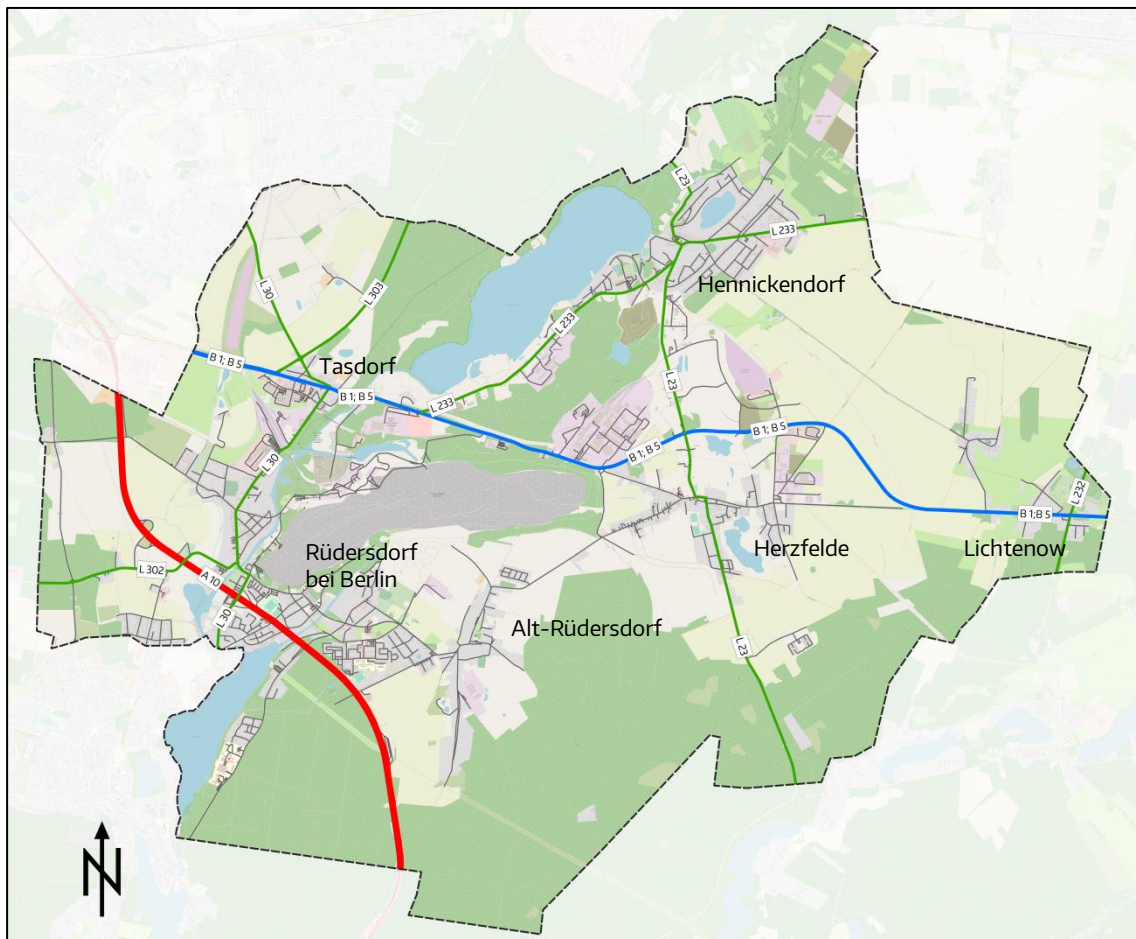 L 23
L 233
Hennickendorf
L 30
L 303
L 233
B 1; B 5
Tasdorf
B 1; B 5
L 233
L 23
B 1; B 5
B 1; B 5
L 30
L 232
B 1; B 5
Rüdersdorf
bei Berlin
Herzfelde
Lichtenow
L 302
A 10
L 30
Alt-Rüdersdorf
L 23
N